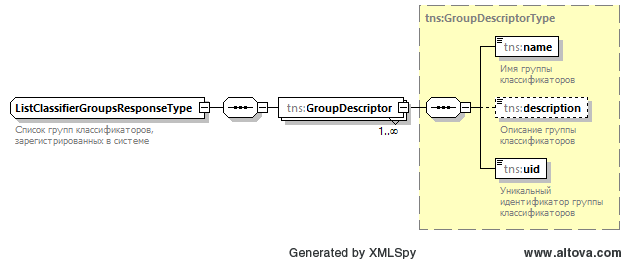 tns:GroupDescriptorType
tns:name
Имя группы
классификаторов
ListClassifierGroupsResponseType
Список групп классификаторов,
зарегистрированных в системе
tns:GroupDescriptor
1..∞
tns:description
Описание группы
классификаторов
tns:uid
Уникальный
идентификатор группы
классификаторов
Generated by XMLSpy
www.altova.com